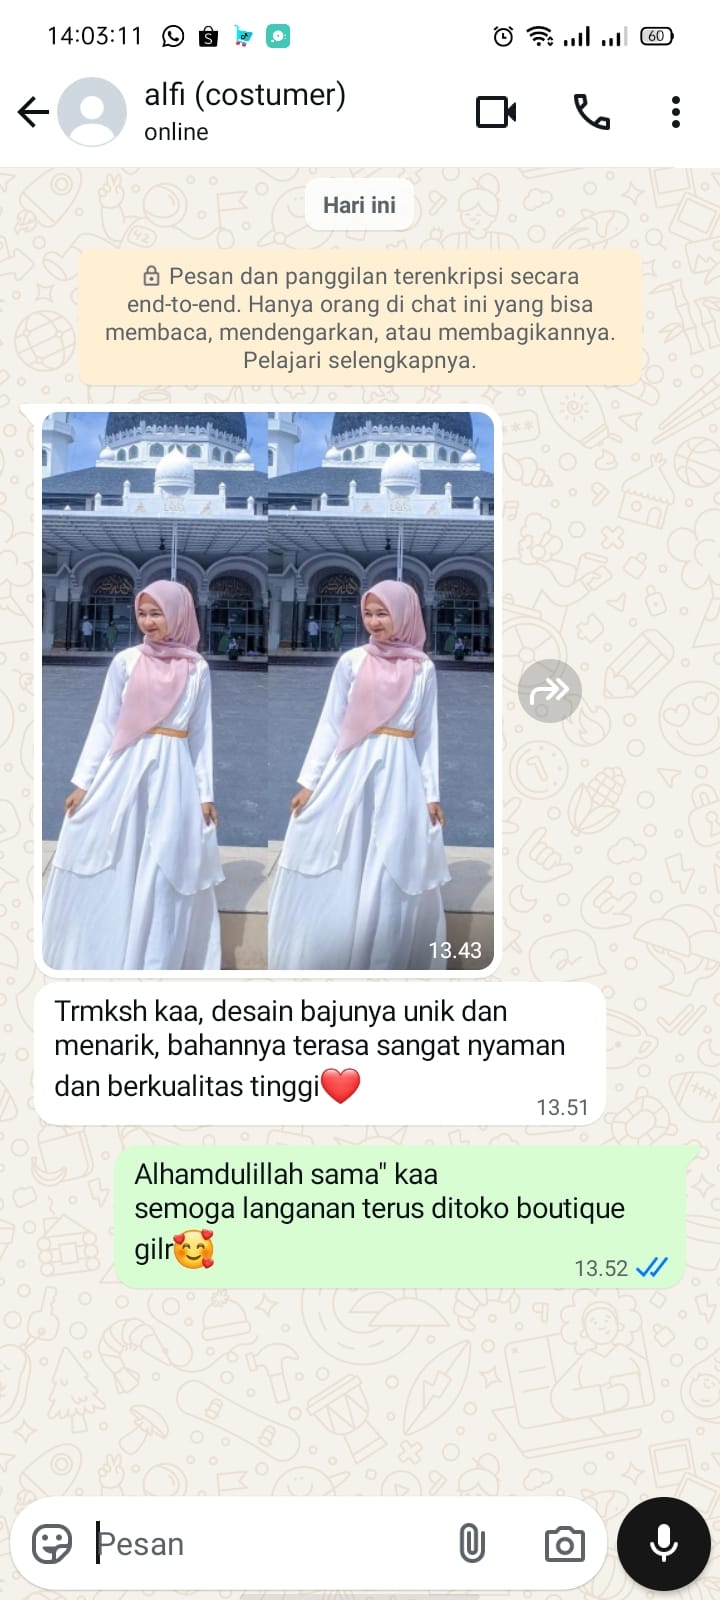 14:03:11
60
alfi (costumer)
online
Hari ini
Pesan dan panggilan terenkripsi secara
end-to-end. Hanya orang di chat ini yang bisa
membaca, mendengarkan, atau membagikannya.
Pelajari selengkapnya.
13.43
Trmksh kaa, desain bajunya unik dan
menarik, bahannya terasa sangat nyaman
dan berkualitas tinggi❤️
13.51
Alhamdulillah sama" kaa
semoga langanan terus ditoko boutique
gilr🥰
13.52
Pesan